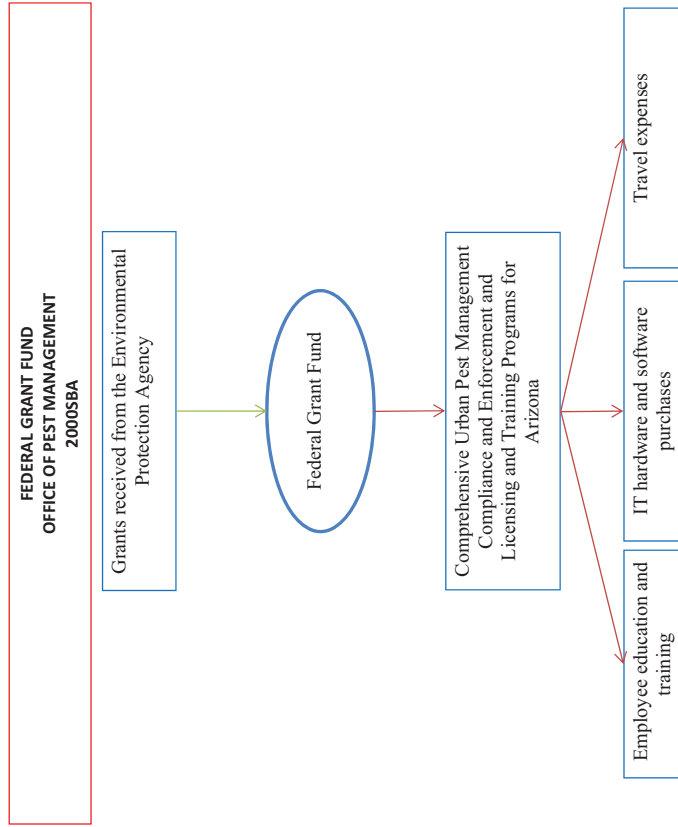 FEDERAL GRANT FUND
OFFICE OF PEST MANAGEMENT
2000SBA
Grants received from the Environmental
Protection Agency
Federal Grant Fund
Comprehensive Urban Pest Management
Compliance and Enforcement and
Licensing and Training Programs for
Arizona
Employee education and
training
IT hardware and software
purchases
Travel expenses